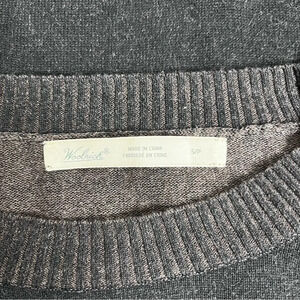 Woolrich
MADE IN CHINA
FABRIQUÉ EN CHINE
S/P